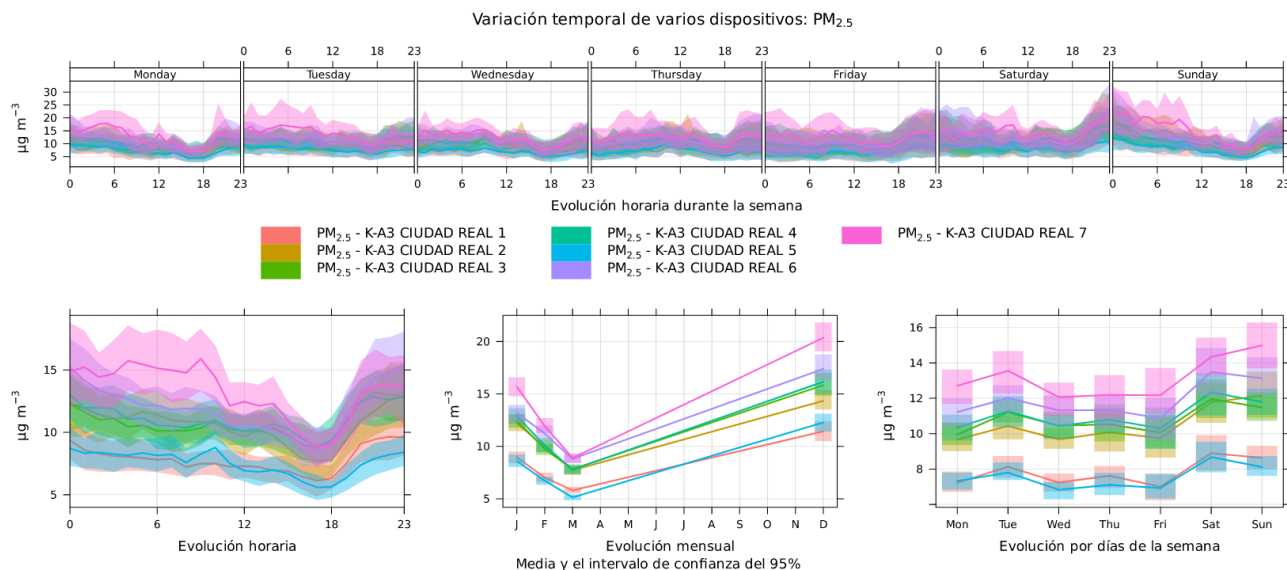 Variación temporal de varios dispositivos: PM2.5
0 6 12 18 23 0 6 12 18 23 0 6 12 18 23
Monday Tuesday Wednesday Thursday Friday Saturday Sunday
µg m−3
30
25
20
15
10
5
0 6 12 18 23 0 6 12 18 23 0 6 12 18 23 0 6 12 18 23
Evolución horaria durante la semana
PM2.5 - K-A3 CIUDAD REAL 1
PM2.5 - K-A3 CIUDAD REAL 2
PM2.5 - K-A3 CIUDAD REAL 3
PM2.5 - K-A3 CIUDAD REAL 4
PM2.5 - K-A3 CIUDAD REAL 5
PM2.5 - K-A3 CIUDAD REAL 6
PM2.5 - K-A3 CIUDAD REAL 7
µg m−3
15
10
5
0 6 12 23
Evolución horaria
µg m−3
20
15
10
5
J F M A M J J A S O N D
Evolución mensual
Media y el intervalo de confianza del 95%
µg m−3
16
14
12
10
8
Mon Tue Wed Thu Fri Sat Sun
Evolución por días de la semana